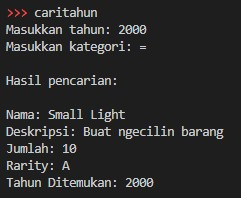 >>> caritahun
Masukkan tahun: 2000
Masukkan kategori: =
Hasil pencarian:
Nama: Small Light
Deskripsi: Buat ngecilin barang
Jumlah: 10
Rarity: A
Tahun Ditemukan: 2000